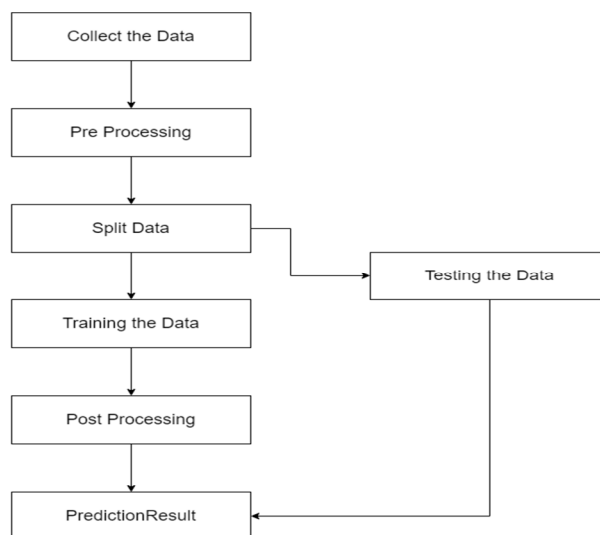 Collect the Data
Pre Processing
Split Data
Testing the Data
Training the Data
Post Processing
PredictionResult